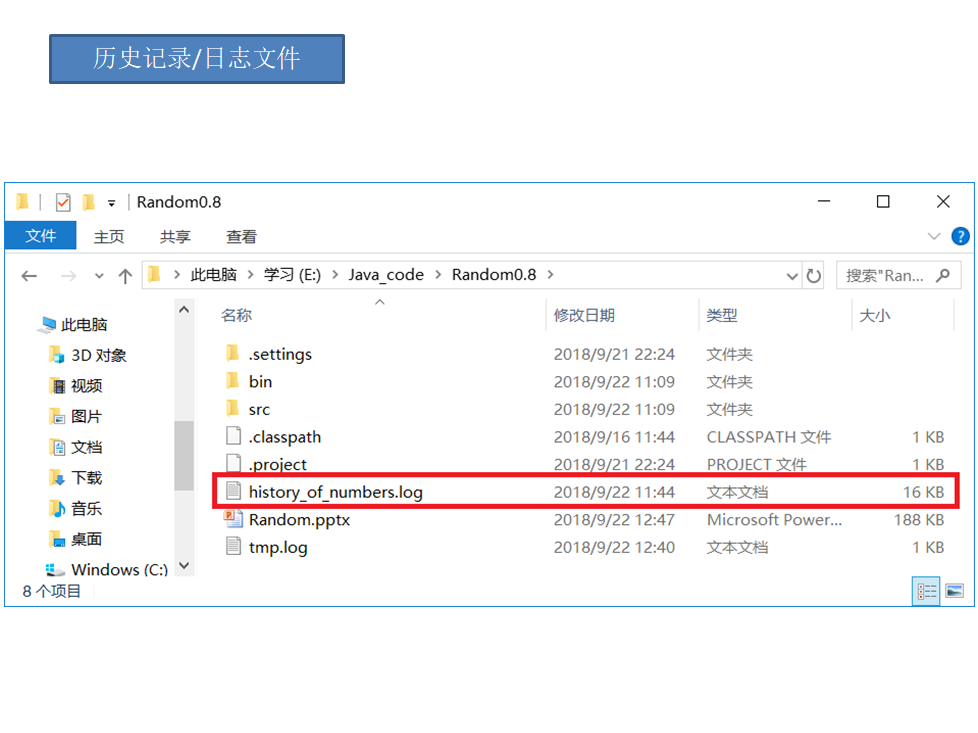 历史记录/日志文件
Random0.8
文件 主页 共享 查看
此电脑 学习 (E:) Java_code Random0.8 搜索"Ran...
名称 修改日期 类型 大小
此电脑
3D 对象
视频
图片
文档
下载
音乐
桌面
Windows (C:)
.settings 2018/9/21 22:24 文件夹
bin 2018/9/22 11:09 文件夹
src 2018/9/22 11:09 文件夹
.classpath 2018/9/16 11:44 CLASSPATH 文件 1 KB
.project 2018/9/21 22:24 PROJECT 文件 1 KB
history_of_numbers.log 2018/9/22 11:44 文本文档 16 KB
Random.pptx 2018/9/22 12:47 Microsoft Power... 188 KB
tmp.log 2018/9/22 12:40 文本文档 1 KB
8 个项目